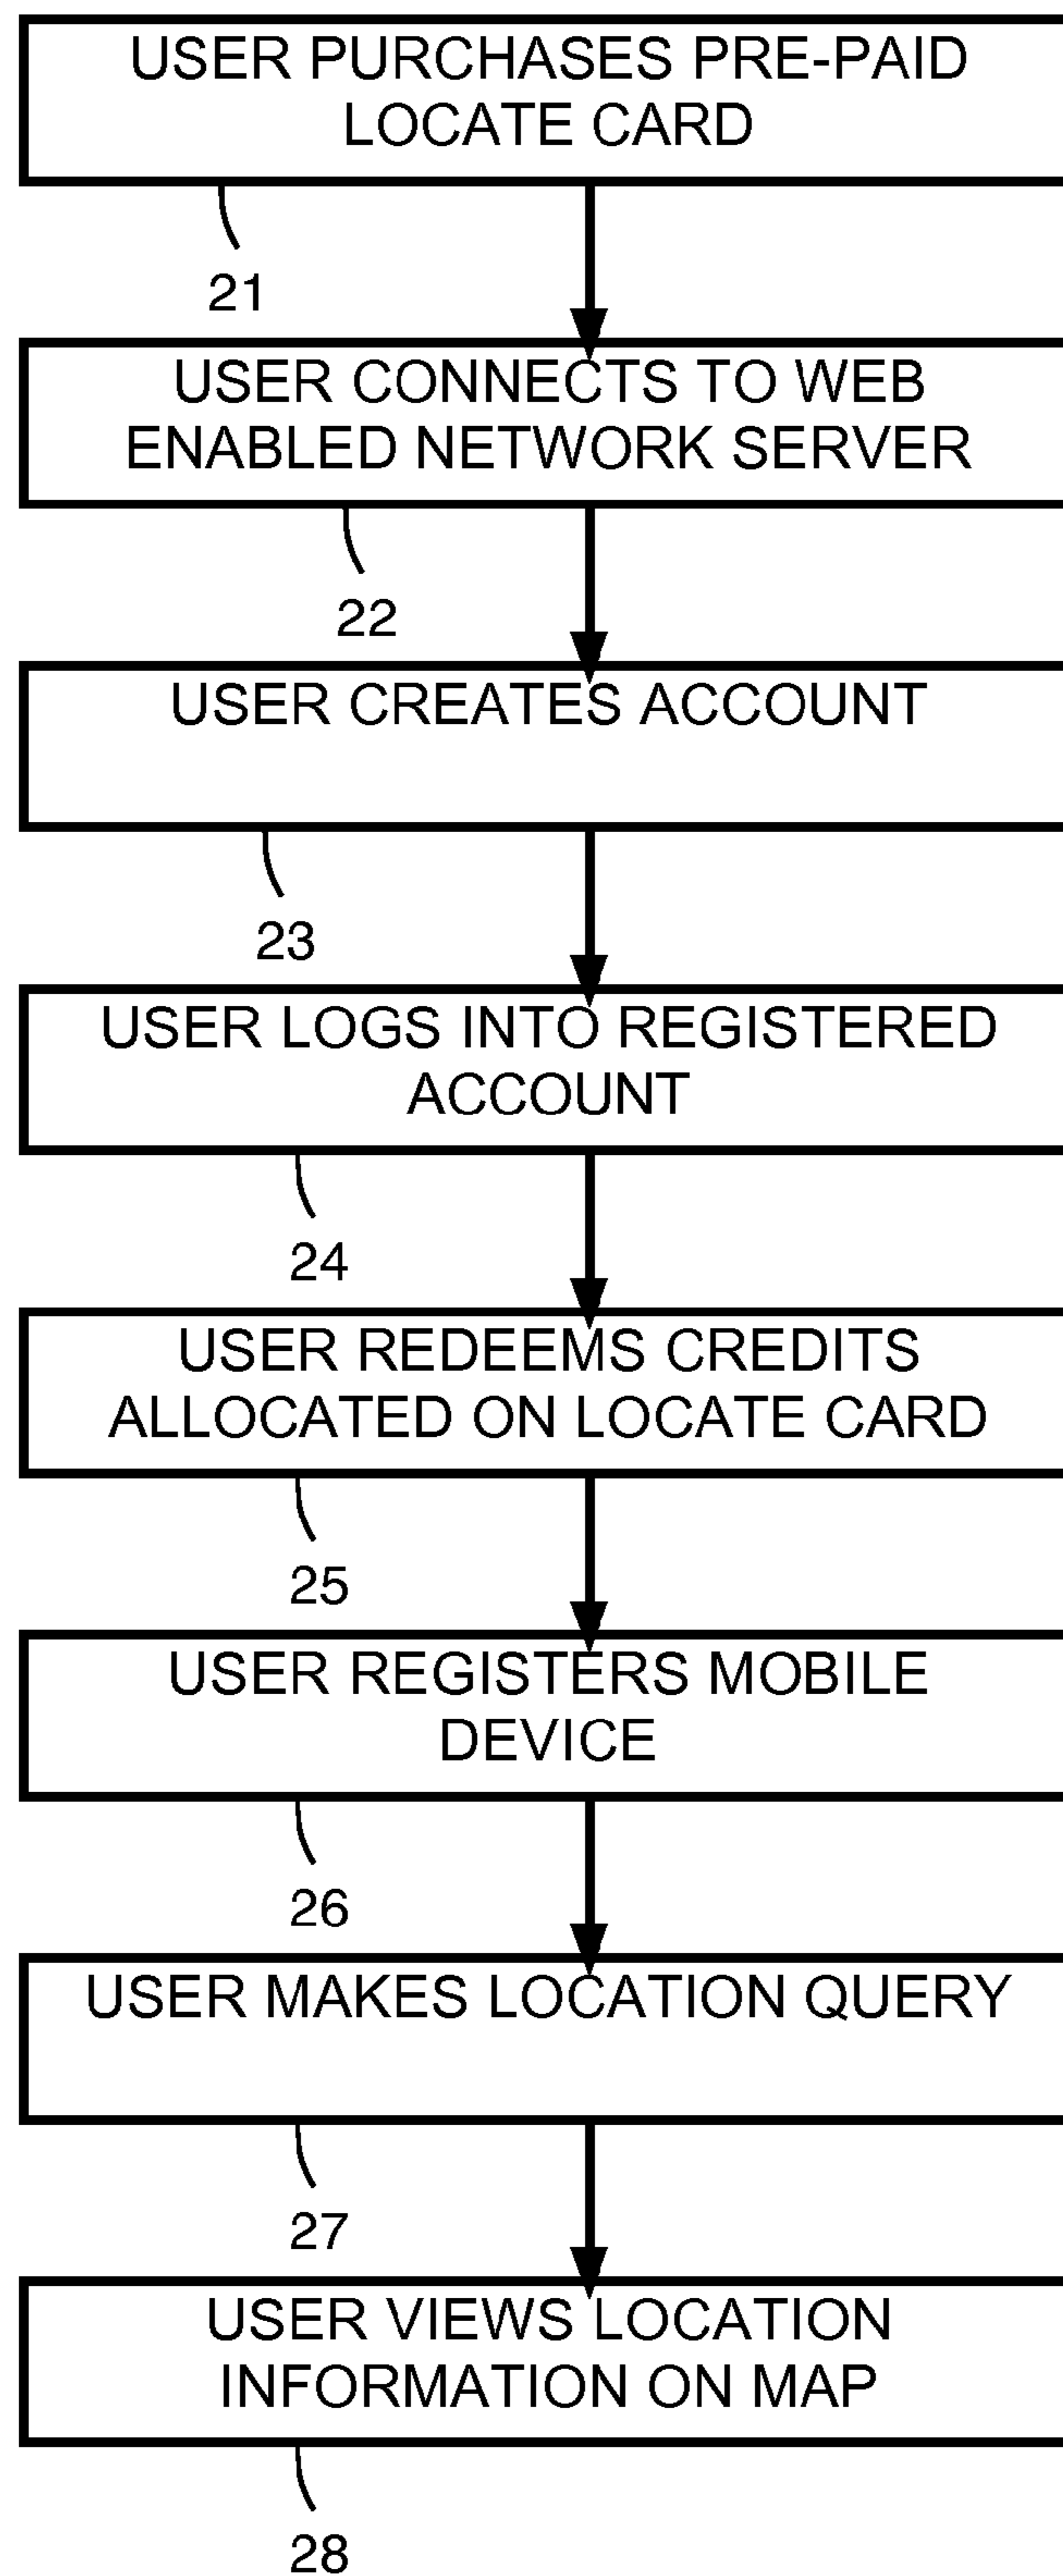 USER PURCHASES PRE-PAID
LOCATE CARD
21
USER CONNECTS TO WEB
ENABLED NETWORK SERVER
22
USER CREATES ACCOUNT
23
USER LOGS INTO REGISTERED
ACCOUNT
24
USER REDEEMS CREDITS
ALLOCATED ON LOCATE CARD
25
USER REGISTERS MOBILE
DEVICE
26
USER MAKES LOCATION QUERY
27
USER VIEWS LOCATION
INFORMATION ON MAP
28